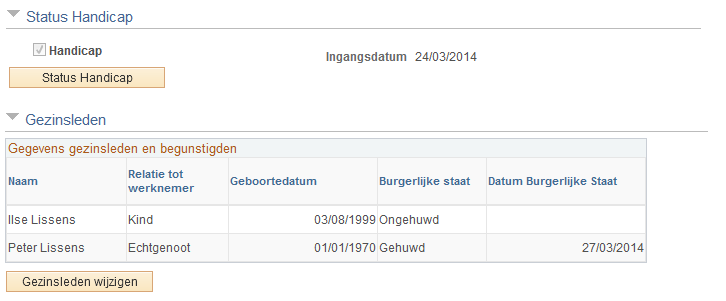 Status Handicap
Handicap
Ingangsdatum 24/03/2014
Status Handicap
Gezinsleden
Gegevens gezinsleden en begunstigden
Naam Relatie tot werknemer Geboortedatum Burgerlijke staat Datum Burgerlijke Staat
Ilse Lissens Kind 03/08/1999 Ongehuwd
Peter Lissens Echtgenoot 01/01/1970 Gehuwd 27/03/2014
Gezinsleden wijzigen